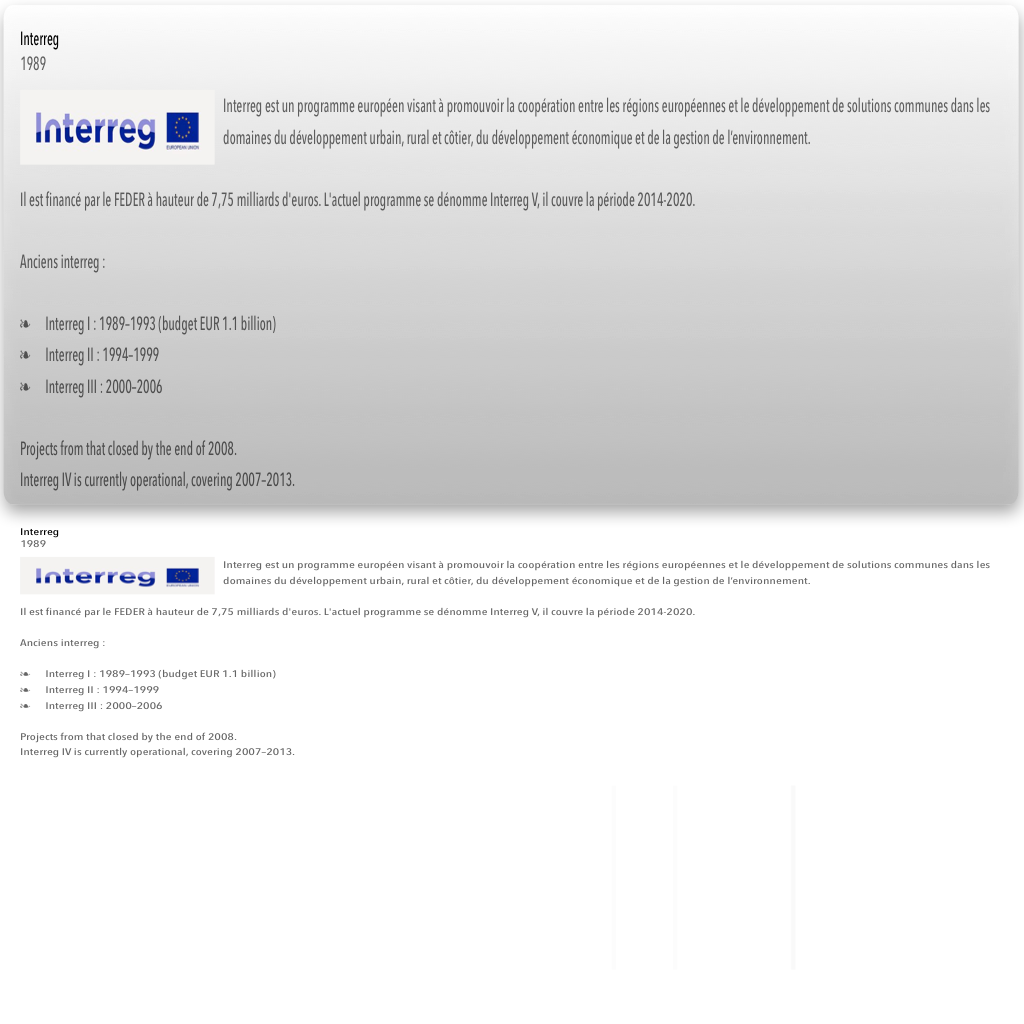 Interreg
1989
Interreg
EUROPEAN UNION
Interreg est un programme européen visant à promouvoir la coopération entre les régions européennes et le développement de solutions communes dans les
domaines du développement urbain, rural et côtier, du développement économique et de la gestion de l’environnement.
Il est financé par le FEDER à hauteur de 7,75 milliards d'euros. L'actuel programme se dénomme Interreg V, il couvre la période 2014-2020.
Anciens interreg :
❧ Interreg I : 1989–1993 (budget EUR 1.1 billion)
❧ Interreg II : 1994–1999
❧ Interreg III : 2000–2006
Projects from that closed by the end of 2008.
Interreg IV is currently operational, covering 2007–2013.
Interreg
1989
Interreg
EUROPEAN UNION
Interreg est un programme européen visant à promouvoir la coopération entre les régions européennes et le développement de solutions communes dans les
domaines du développement urbain, rural et côtier, du développement économique et de la gestion de l’environnement.
Il est financé par le FEDER à hauteur de 7,75 milliards d'euros. L'actuel programme se dénomme Interreg V, il couvre la période 2014-2020.
Anciens interreg :
❧ Interreg I : 1989–1993 (budget EUR 1.1 billion)
❧ Interreg II : 1994–1999
❧ Interreg III : 2000–2006
Projects from that closed by the end of 2008.
Interreg IV is currently operational, covering 2007–2013.